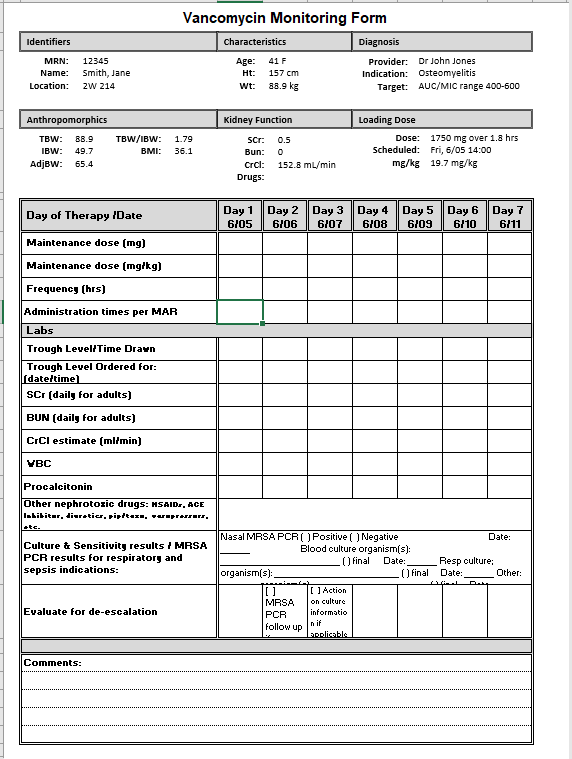 Vancomycin Monitoring Form
Identifiers Characteristics Diagnosis
MRN: 12345 Age: 41 F Provider: Dr John Jones
Name: Smith, Jane Ht: 157 cm Indication: Osteomyelitis
Location: 2W 214 Wt: 88.9 kg Target: AUC/MIC range 400-600
Anthropomorphics Kidney Function Loading Dose
TBW: 88.9 TBW/IBW: 1.79 SCr: 0.5 Dose: 1750 mg over 1.8 hrs
IBW: 49.7 BMI: 36.1 Bun: 0 Scheduled: Fri, 6/05 14:00
AdjBW: 65.4 CrCl: 152.8 mL/min mg/kg 19.7 mg/kg
Drugs:
Day of Therapy /Date Day 1 Day 2 Day 3 Day 4 Day 5 Day 6 Day 7
6/05 6/06 6/07 6/08 6/09 6/10 6/11
Maintenance dose (mg)
Maintenance dose (mg/kg)
Frequency (hrs)
Administration times per MAR
Labs
Trough Level/Time Drawn
Trough Level Ordered for:
(date/time)
SCr (daily for adults)
BUN (daily for adults)
CrCl estimate (ml/min)
WBC
Procalcitonin
Other nephrotoxic drugs: NSAIDs, ACE
Inhibitor, diuretics, pip/tazo, vasopressors,
etc.
Culture & Sensitivity results / MRSA
PCR results for respiratory and
sepsis indications:
Nasal MRSA PCR ( ) Positive ( ) Negative Date:
_____ Blood culture organism(s):
____________________ ( ) final Date:_____ Resp culture;
organism(s):____________________ ( ) final Date:_____ Other:
Evaluate for de-escalation
[ ]
MRSA
PCR
follow up
[ ] Action
on culture
informatio
n if
applicable
Comments: